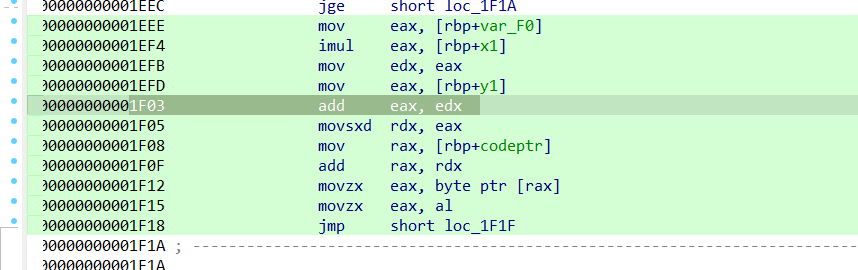 00000000001EEC jge short loc_1F1A
00000000001EEE mov eax, [rbp+var_F0]
00000000001EF4 imul eax, [rbp+x1]
00000000001EFB mov edx, eax
00000000001EFD mov eax, [rbp+y1]
00000000001F03 add eax, edx
00000000001F05 movsxd rdx, eax
00000000001F08 mov rax, [rbp+codeptr]
00000000001F0F add rax, rdx
00000000001F12 movzx eax, byte ptr [rax]
00000000001F15 movzx eax, al
00000000001F18 jmp short loc_1F1F
00000000001F1A ; ---------------------------------------------------------------------------
00000000001F1A